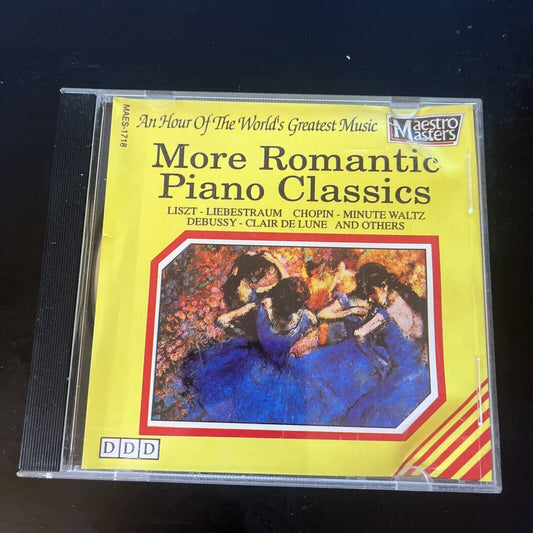 MAES-1718
An Hour Of The World's Greatest Music
Maestro
Masters
More Romantic
Piano Classics
LISZT - LIEBESTRAUM CHOPIN - MINUTE WALTZ
DEBUSSY - CLAIR DE LUNE AND OTHERS
DDD